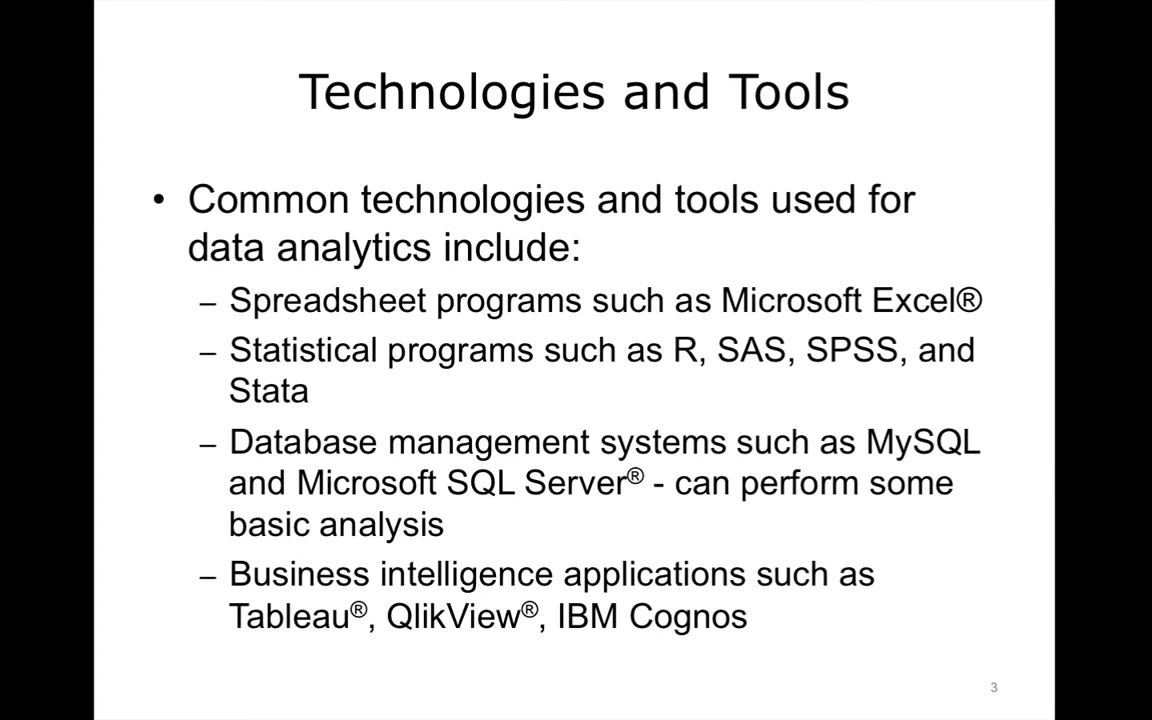 Technologies and Tools
• Common technologies and tools used for
data analytics include:
– Spreadsheet programs such as Microsoft Excel®
– Statistical programs such as R, SAS, SPSS, and
Stata
– Database management systems such as MySQL
and Microsoft SQL Server® - can perform some
basic analysis
– Business intelligence applications such as
Tableau®, QlikView®, IBM Cognos
3